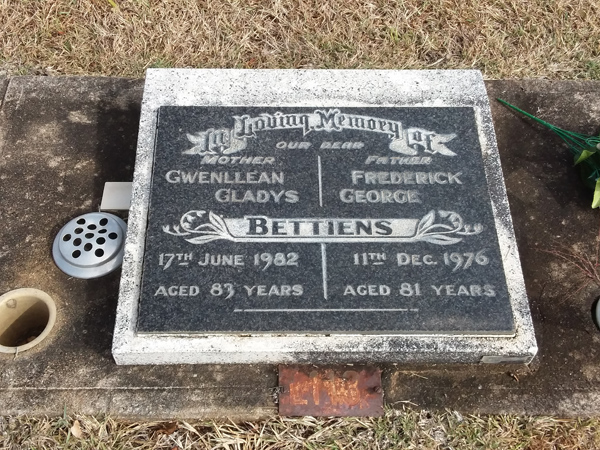 In Loving Memory Of
OUR DEAR
MOTHER FATHER
GWENLLEAN FREDERICK
GLADYS GEORGE
BETTIENS
17TH JUNE 1982 11TH DEC. 1976
AGED 83 YEARS AGED 81 YEARS